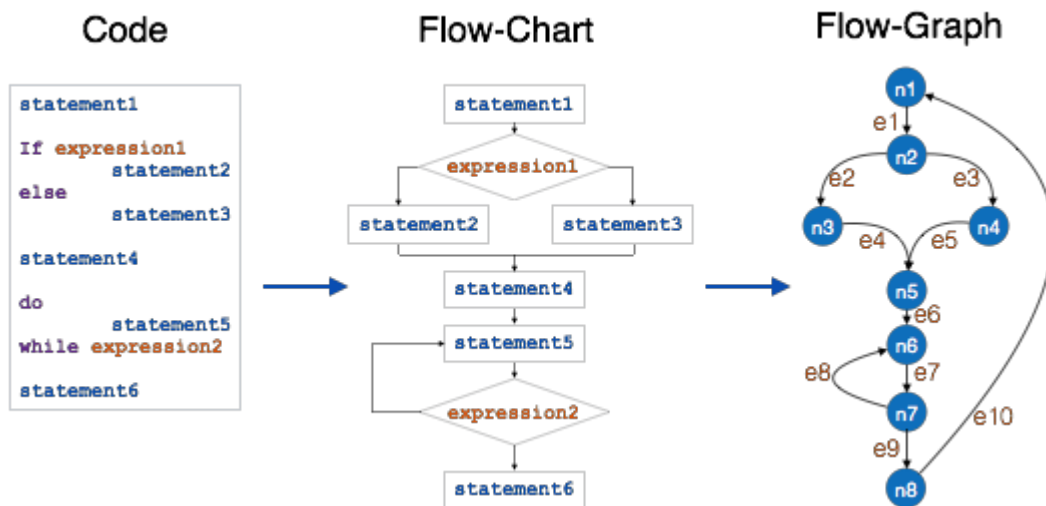 Code
statement1
If expression1
statement2
else
statement3
statement4
do
statement5
while expression2
statement6
Flow-Chart
statement1
expression1
statement2
statement3
statement4
statement5
expression2
statement6
Flow-Graph
n1
e1
n2
e2
e3
n3
n4
e4
e5
n5
e6
n6
e8
e7
n7
e10
e9
n8